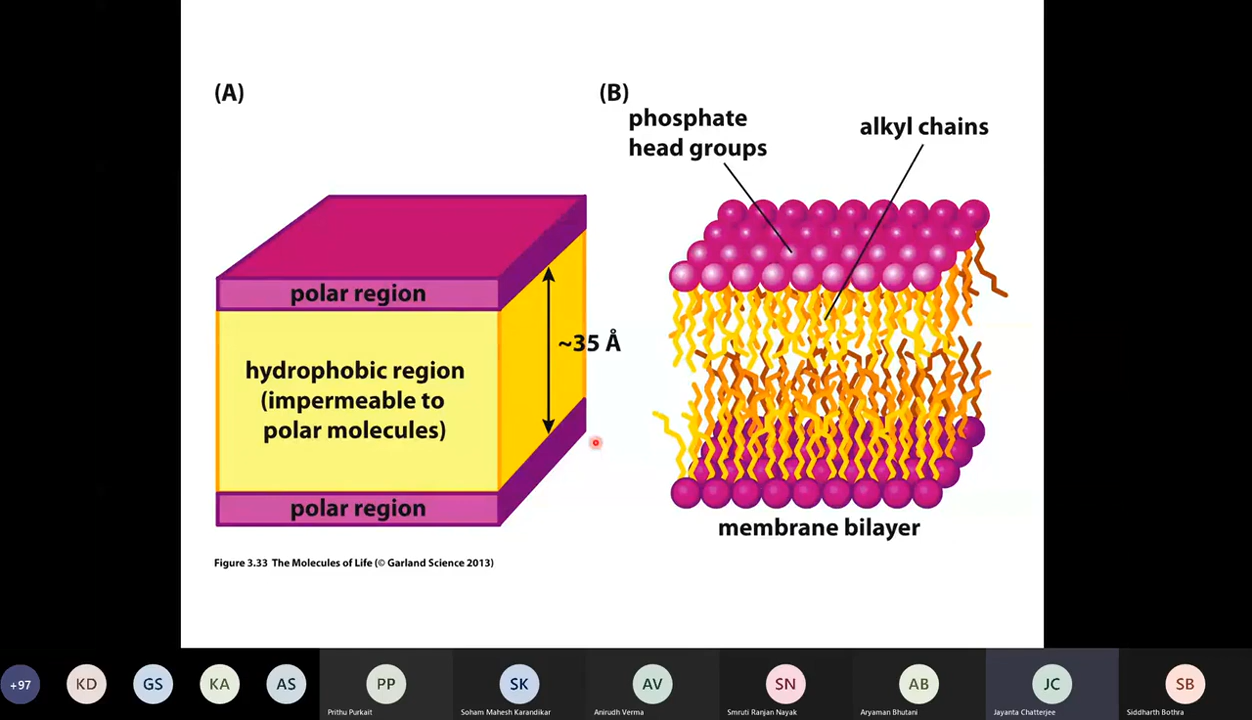 (A)
(B)
phosphate
head groups
alkyl chains
polar region
~35 Å
hydrophobic region
(impermeable to
polar molecules)
polar region
membrane bilayer
Figure 3.33 The Molecules of Life (© Garland Science 2013)
+97
KD
GS
KA
AS
PP
SK
AV
SN
AB
JC
SB
Prithu Purkait
Soham Mahesh Karandikar
Anirudh Verma
Smruti Ranjan Nayak
Aryaman Bhutani
Jayanta Chatterjee
Siddharth Bothra